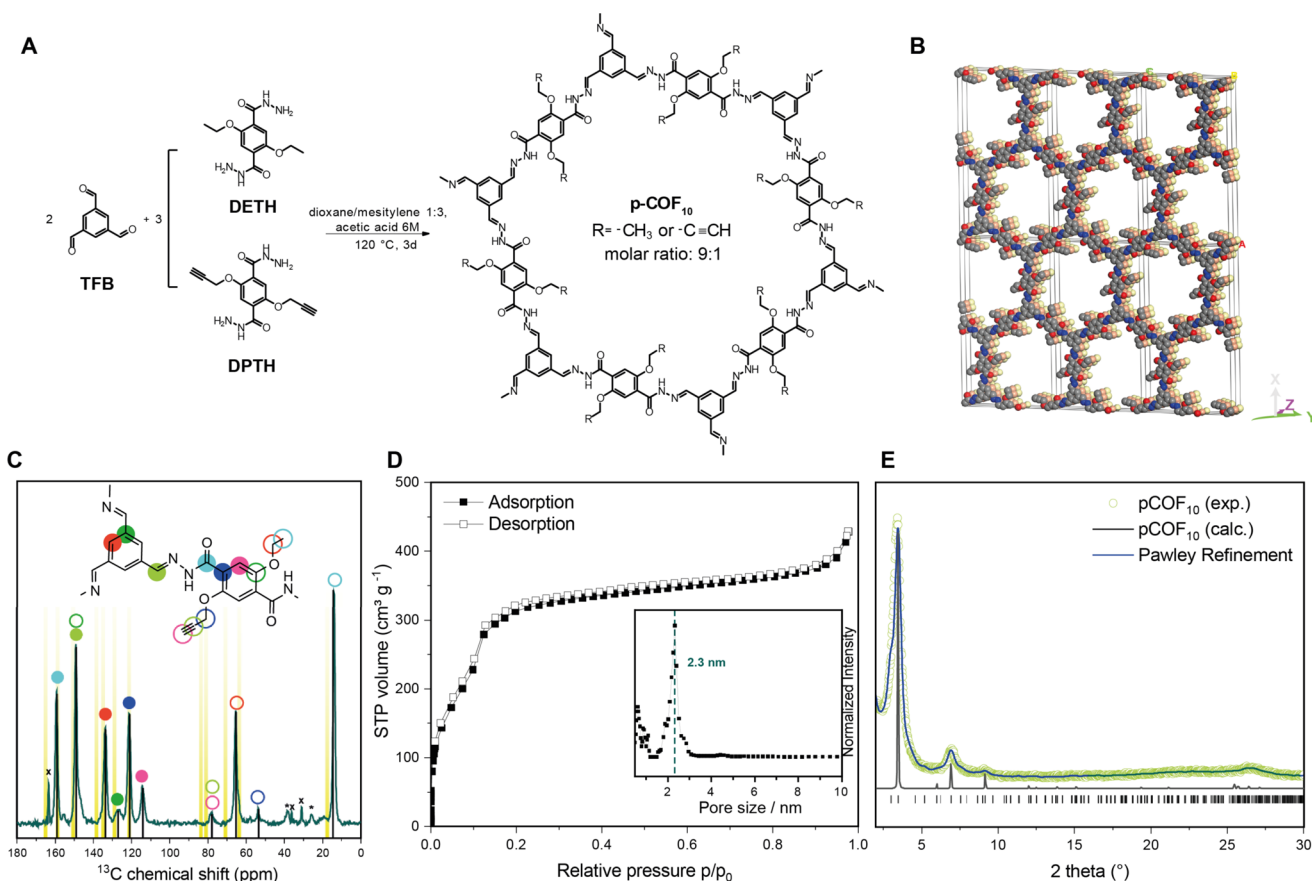 A
2
TFB
+ 3
DETH
DPTH
dioxane/mesitylene 1:3,
acetic acid 6M
120 °C, 3d
p-COF₁₀
R= -CH₃ or -C≡CH
molar ratio: 9:1
B
A
X
Z
Y
C
180 160 140 120 100 80 60 40 20 0
¹³C chemical shift (ppm)
D
Adsorption
Desorption
500
400
300
200
100
0
STP volume (cm³ g⁻¹)
0.0 0.2 0.4 0.6 0.8 1.0
Relative pressure p/p₀
2.3 nm
Normalized Intensity
2 4 6 8 10
Pore size / nm
E
pCOF₁₀ (exp.)
pCOF₁₀ (calc.)
Pawley Refinement
5 10 15 20 25 30
2 theta (°)